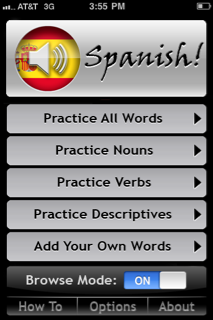 AT&T 3G 3:55 PM
Spanish!
Practice All Words
Practice Nouns
Practice Verbs
Practice Descriptives
Add Your Own Words
Browse Mode: ON
How To Options About